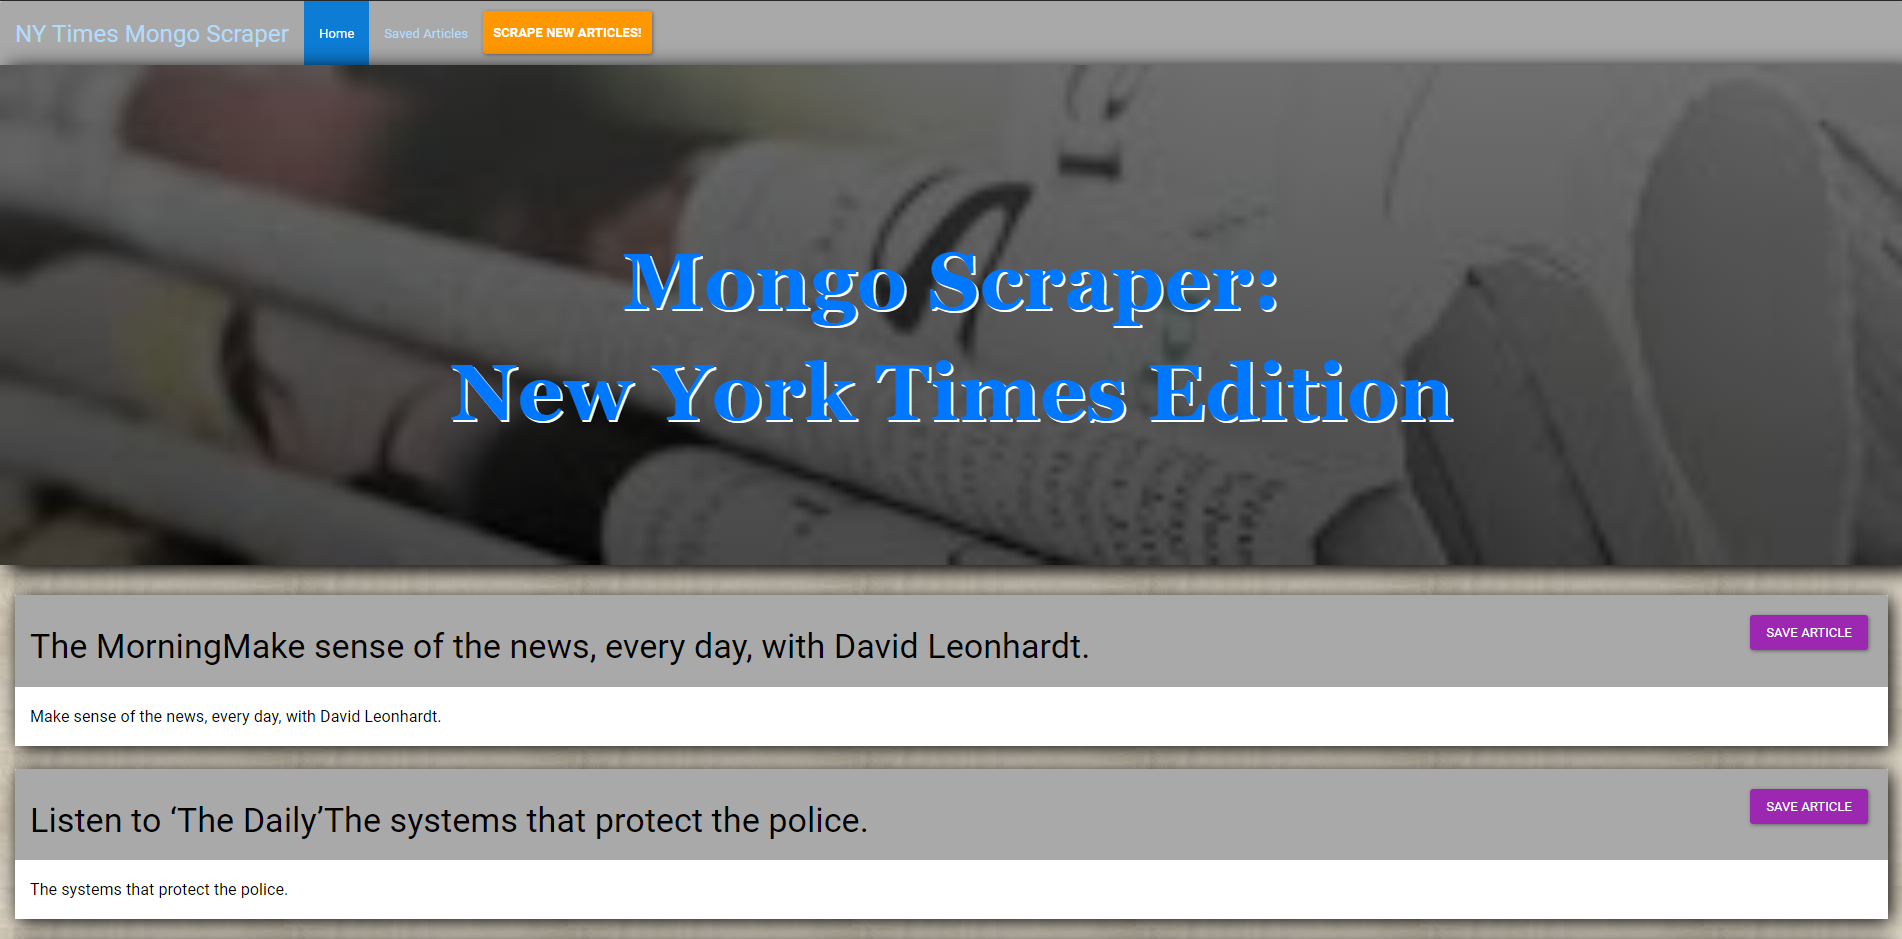 NY Times Mongo Scraper
Home
Saved Articles
SCRAPE NEW ARTICLES!
Mongo Scraper:
New York Times Edition
The MorningMake sense of the news, every day, with David Leonhardt.
SAVE ARTICLE
Make sense of the news, every day, with David Leonhardt.
Listen to ‘The Daily’The systems that protect the police.
SAVE ARTICLE
The systems that protect the police.